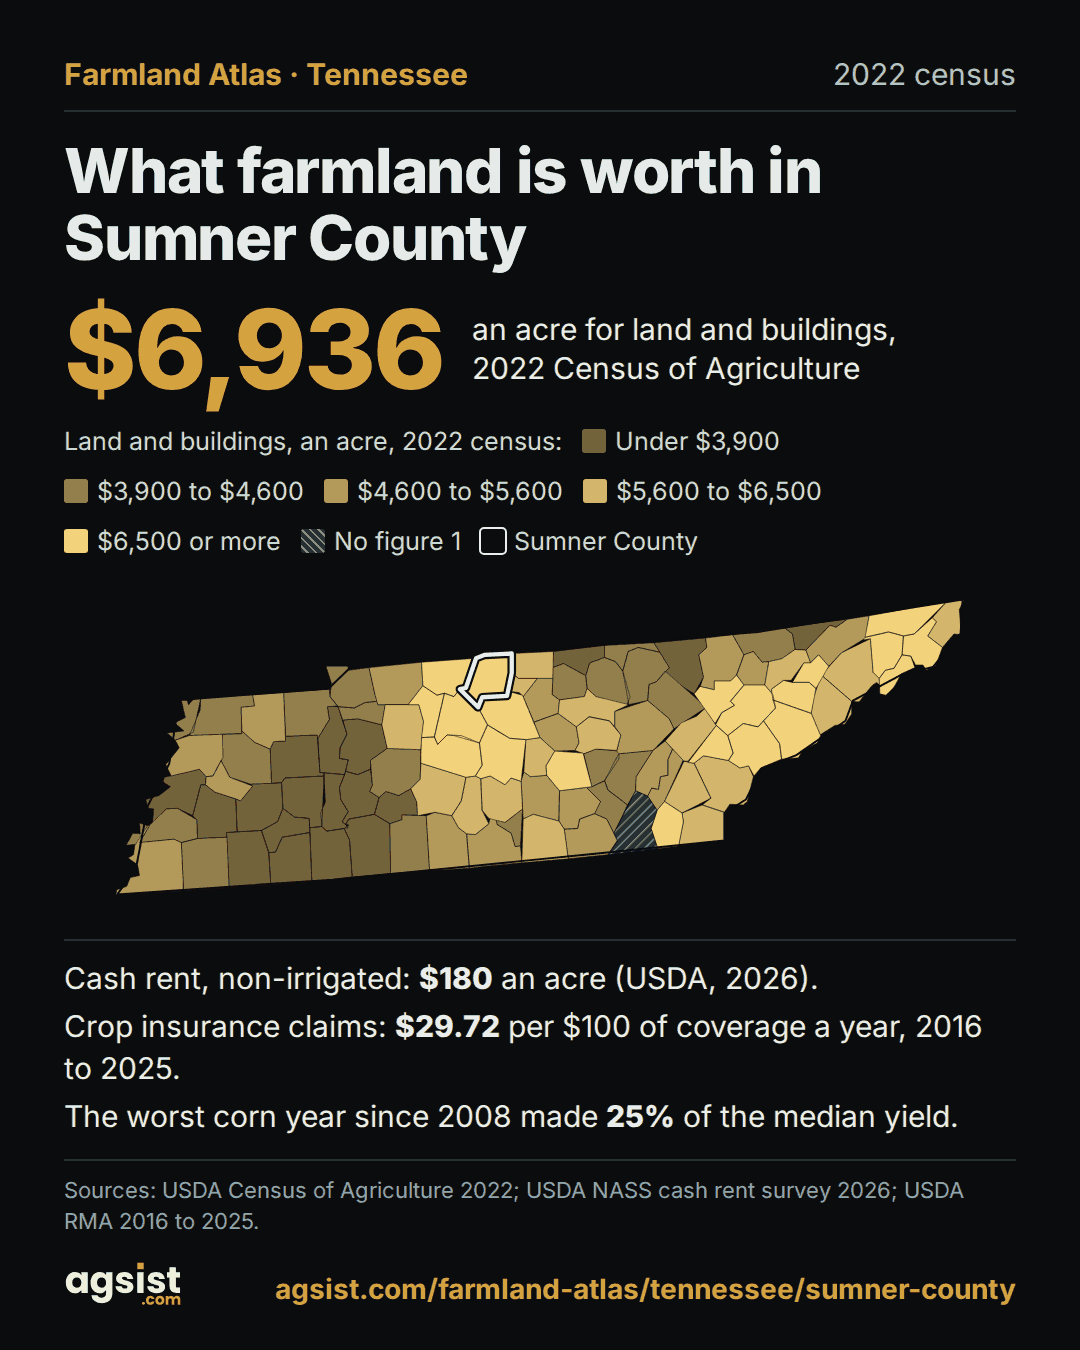 Farmland Atlas · Tennessee
2022 census
What farmland is worth in
Sumner County
$6,936
an acre for land and buildings,
2022 Census of Agriculture
Land and buildings, an acre, 2022 census: Under $3,900
$3,900 to $4,600 $4,600 to $5,600 $5,600 to $6,500
$6,500 or more No figure 1 Sumner County
Cash rent, non-irrigated: $180 an acre (USDA, 2026).
Crop insurance claims: $29.72 per $100 of coverage a year, 2016
to 2025.
The worst corn year since 2008 made 25% of the median yield.
Sources: USDA Census of Agriculture 2022; USDA NASS cash rent survey 2026; USDA
RMA 2016 to 2025.
agsist
.com
agsist.com/farmland-atlas/tennessee/sumner-county